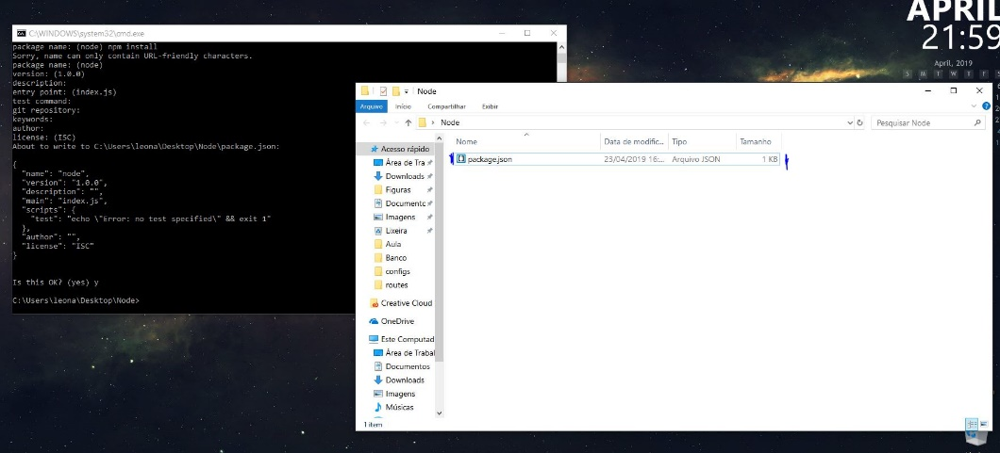 APRIL
21:59
April, 2019
S M T W T F S
C:\WINDOWS\system32\cmd.exe
package name: (node) npm install
Sorry, name can only contain URL-friendly characters.
package name: (node)
version: (1.0.0)
description:
entry point: (index.js)
test command:
git repository:
keywords:
author:
license: (ISC)
About to write to C:\Users\leona\Desktop\Node\package.json:
{
"name": "node",
"version": "1.0.0",
"description": "",
"main": "index.js",
"scripts": {
"test": "echo \"Error: no test specified\" && exit 1"
},
"author": "",
"license": "ISC"
}
Is this OK? (yes) y
C:\Users\leona\Desktop\Node>
Node
Arquivo Início Compartilhar Exibir
Node
Pesquisar Node
Nome Data de modific... Tipo Tamanho
package.json 23/04/2019 16:... Arquivo JSON 1 KB
Acesso rápido
Área de Tra
Downloads
Figuras
Documentc
Imagens
Lixeira
Aula
Banco
configs
routes
Creative Cloud
OneDrive
Este Computad
Área de Trabal
Documentos
Downloads
Imagens
Músicas
1 item